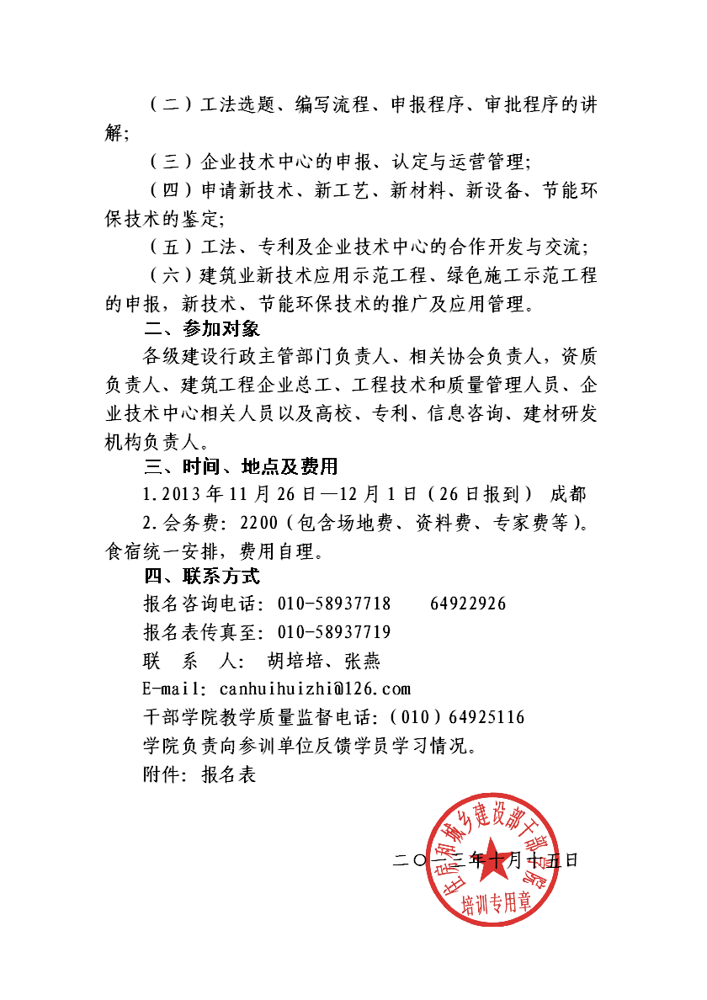 （二）工法选题、编写流程、申报程序、审批程序的讲
解；
（三）企业技术中心的申报、认定与运营管理；
（四）申请新技术、新工艺、新材料、新设备、节能环
保技术的鉴定；
（五）工法、专利及企业技术中心的合作开发与交流；
（六）建筑业新技术应用示范工程、绿色施工示范工程
的申报，新技术、节能环保技术的推广及应用管理。
二、参加对象
各级建设行政主管部门负责人、相关协会负责人，资质
负责人、建筑工程企业总工、工程技术和质量管理人员、企
业技术中心相关人员以及高校、专利、信息咨询、建材研发
机构负责人。
三、时间、地点及费用
1.2013年11月26日—12月1日（26日报到） 成都
2.会务费：2200（包含场地费、资料费、专家费等）。
食宿统一安排，费用自理。
四、联系方式
报名咨询电话：010-58937718 64922926
报名表传真至：010-58937719
联 系 人： 胡培培、张燕
E-mail：canhuihuizhi@126.com
干部学院教学质量监督电话：（010）64925116
学院负责向参训单位反馈学员学习情况。
附件：报名表
住房和城乡建设部干部学院
二〇一三年十月十五日
培训专用章